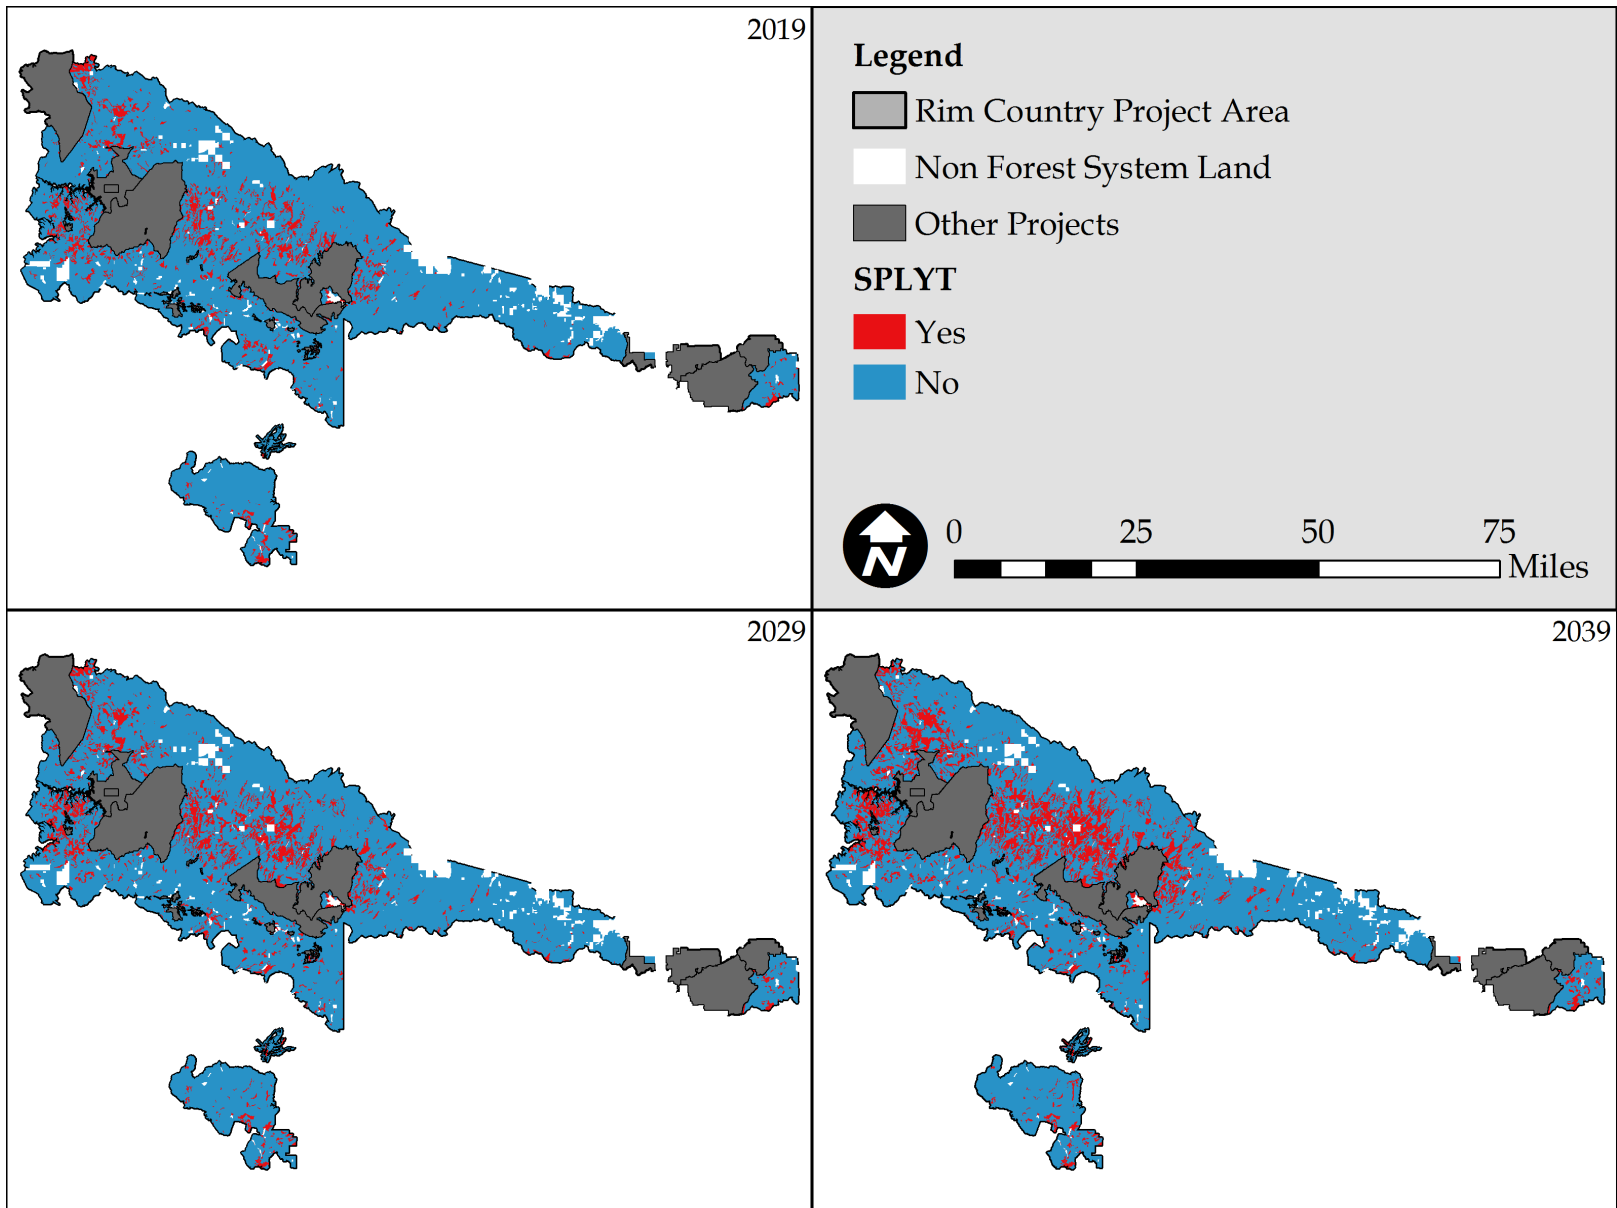 2019
Legend
Rim Country Project Area
Non Forest System Land
Other Projects
SPLYT
Yes
No
N
0 25 50 75
Miles
2029
2039